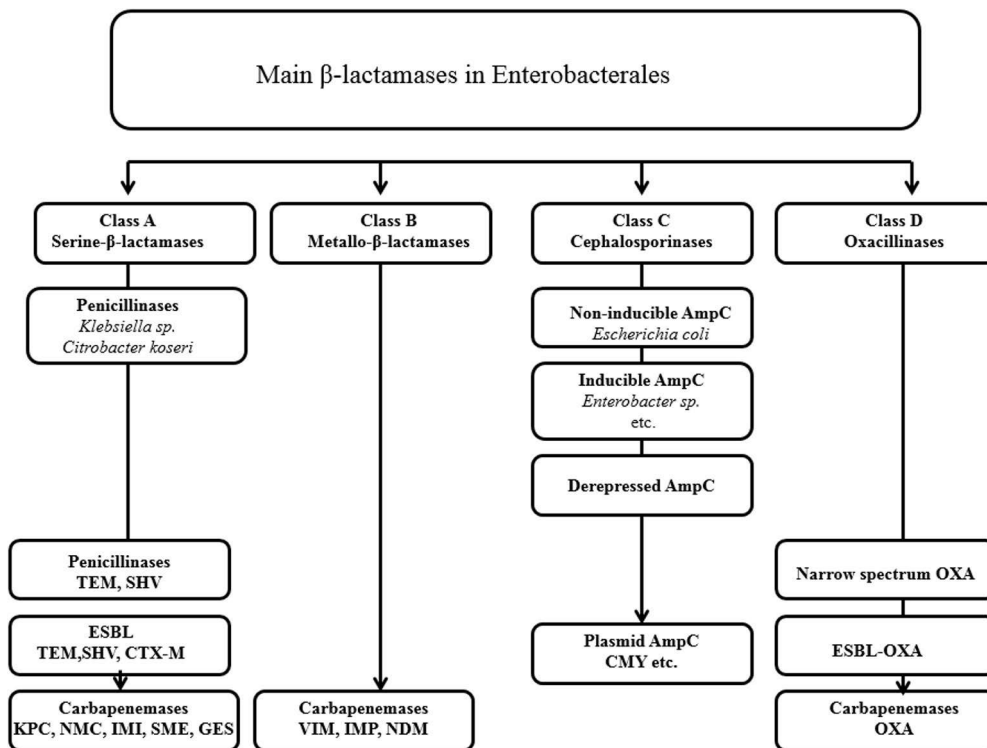 Main β-lactamases in Enterobacterales
Class A
Serine-β-lactamases
Class B
Metallo-β-lactamases
Class C
Cephalosporinases
Class D
Oxacillinases
Penicillinases
Klebsiella sp.
Citrobacter koseri
Non-inducible AmpC
Escherichia coli
Inducible AmpC
Enterobacter sp.
etc.
Derepressed AmpC
Penicillinases
TEM, SHV
Narrow spectrum OXA
ESBL
TEM,SHV, CTX-M
Plasmid AmpC
CMY etc.
ESBL-OXA
Carbapenemases
KPC, NMC, IMI, SME, GES
Carbapenemases
VIM, IMP, NDM
Carbapenemases
OXA